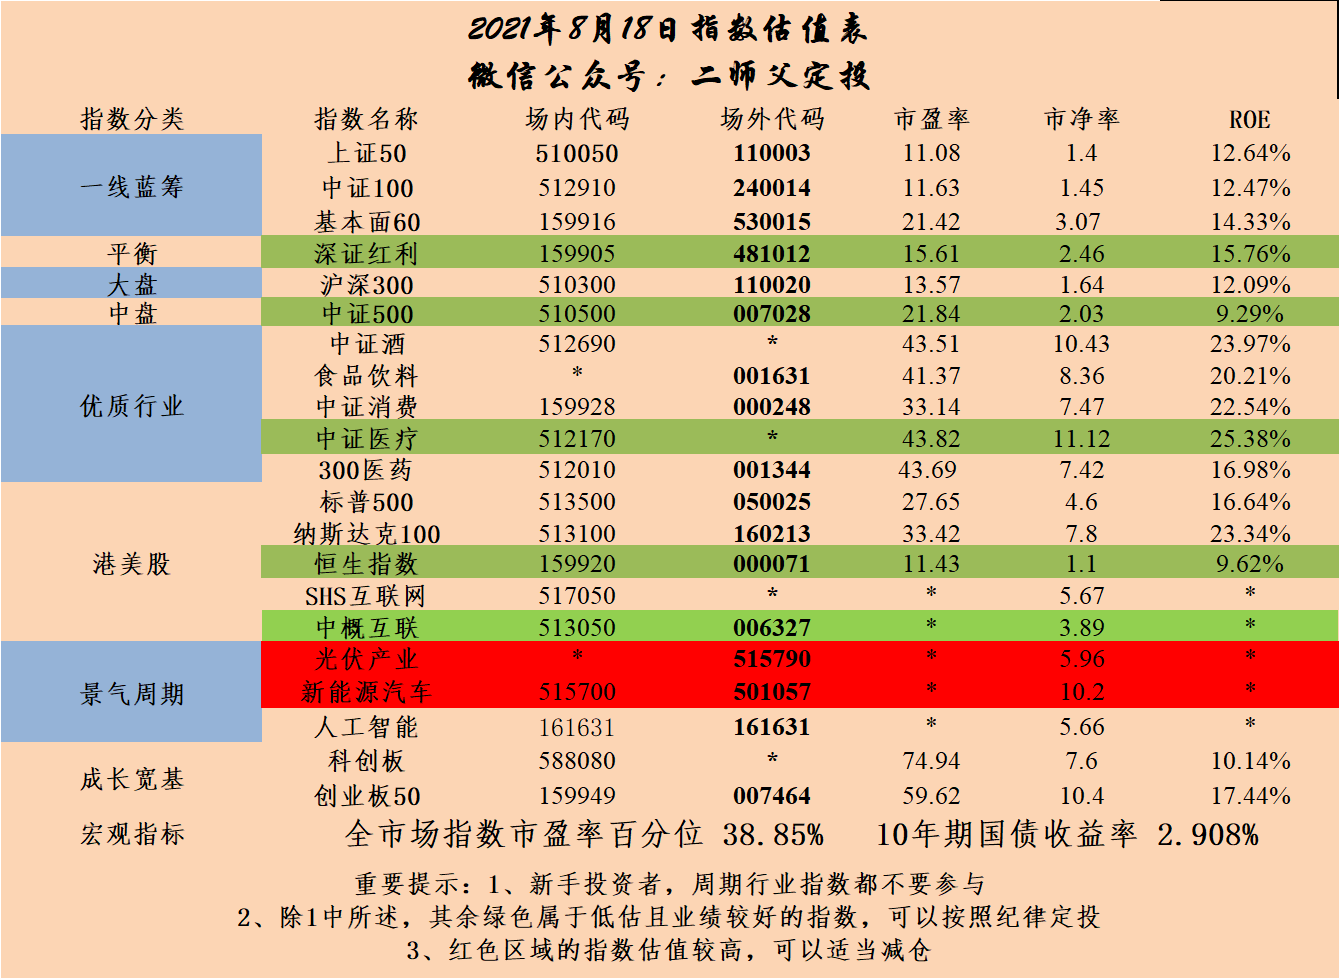 2021年8月18日指数估值表
微信公众号：二师父定投
指数分类 指数名称 场内代码 场外代码 市盈率 市净率 ROE
一线蓝筹 上证50 510050 110003 11.08 1.4 12.64%
中证100 512910 240014 11.63 1.45 12.47%
基本面60 159916 530015 21.42 3.07 14.33%
平衡 深证红利 159905 481012 15.61 2.46 15.76%
大盘 沪深300 510300 110020 13.57 1.64 12.09%
中盘 中证500 510500 007028 21.84 2.03 9.29%
优质行业 中证酒 512690 * 43.51 10.43 23.97%
食品饮料 * 001631 41.37 8.36 20.21%
中证消费 159928 000248 33.14 7.47 22.54%
中证医疗 512170 * 43.82 11.12 25.38%
300医药 512010 001344 43.69 7.42 16.98%
港美股 标普500 513500 050025 27.65 4.6 16.64%
纳斯达克100 513100 160213 33.42 7.8 23.34%
恒生指数 159920 000071 11.43 1.1 9.62%
SHS互联网 517050 * * 5.67 *
中概互联 513050 006327 * 3.89 *
景气周期 光伏产业 * 515790 * 5.96 *
新能源汽车 515700 501057 * 10.2 *
人工智能 161631 161631 * 5.66 *
成长宽基 科创板 588080 * 74.94 7.6 10.14%
创业板50 159949 007464 59.62 10.4 17.44%
宏观指标 全市场指数市盈率百分位 38.85% 10年期国债收益率 2.908%
重要提示：1、新手投资者，周期行业指数都不要参与
2、除1中所述，其余绿色属于低估且业绩较好的指数，可以按照纪律定投
3、红色区域的指数估值较高，可以适当减仓